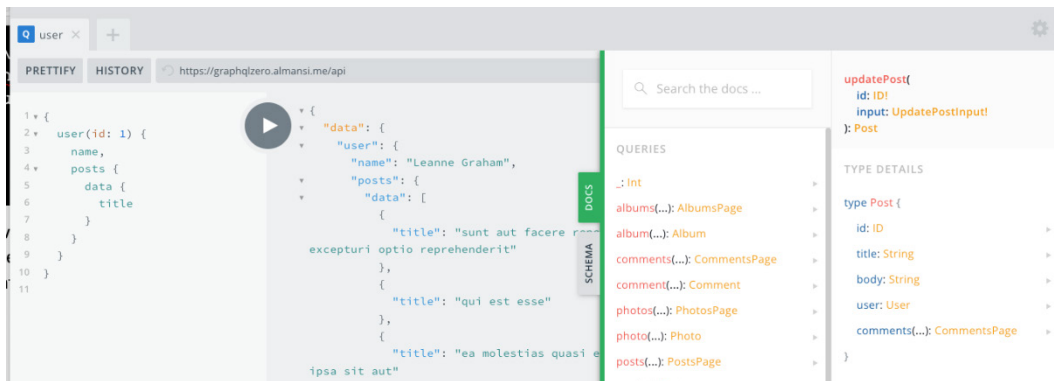 Q user × +
PRETTIFY HISTORY https://graphqlzero.almansi.me/api
1 {
2 user(id: 1) {
3 name,
4 posts {
5 data {
6 title
7 }
8 }
9 }
10 }
11
{
"data": {
"user": {
"name": "Leanne Graham",
"posts": {
"data": [
{
"title": "sunt aut facere
excepturi optio reprehenderit"
},
{
"title": "qui est esse"
},
{
"title": "ea molestias quasi
ipsa sit aut"
DOCS
SCHEMA
Search the docs ...
QUERIES
_: Int
albums(...): AlbumsPage
album(...): Album
comments(...): CommentsPage
comment(...): Comment
photos(...): PhotosPage
photo(...): Photo
posts(...): PostsPage
updatePost(
id: ID!
input: UpdatePostInput!
): Post
TYPE DETAILS
type Post {
id: ID
title: String
body: String
user: User
comments(...): CommentsPage
}